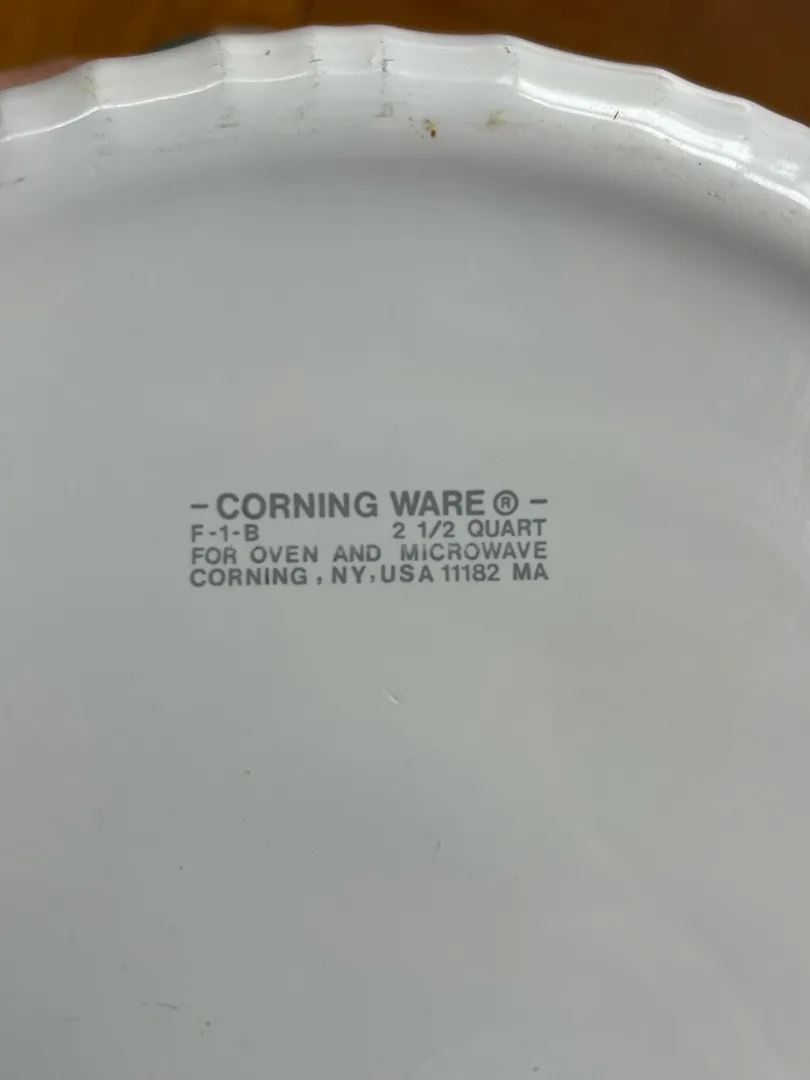 - CORNING WARE ® -
F-1-B 2 1/2 QUART
FOR OVEN AND MICROWAVE
CORNING, NY, USA 11182 MA